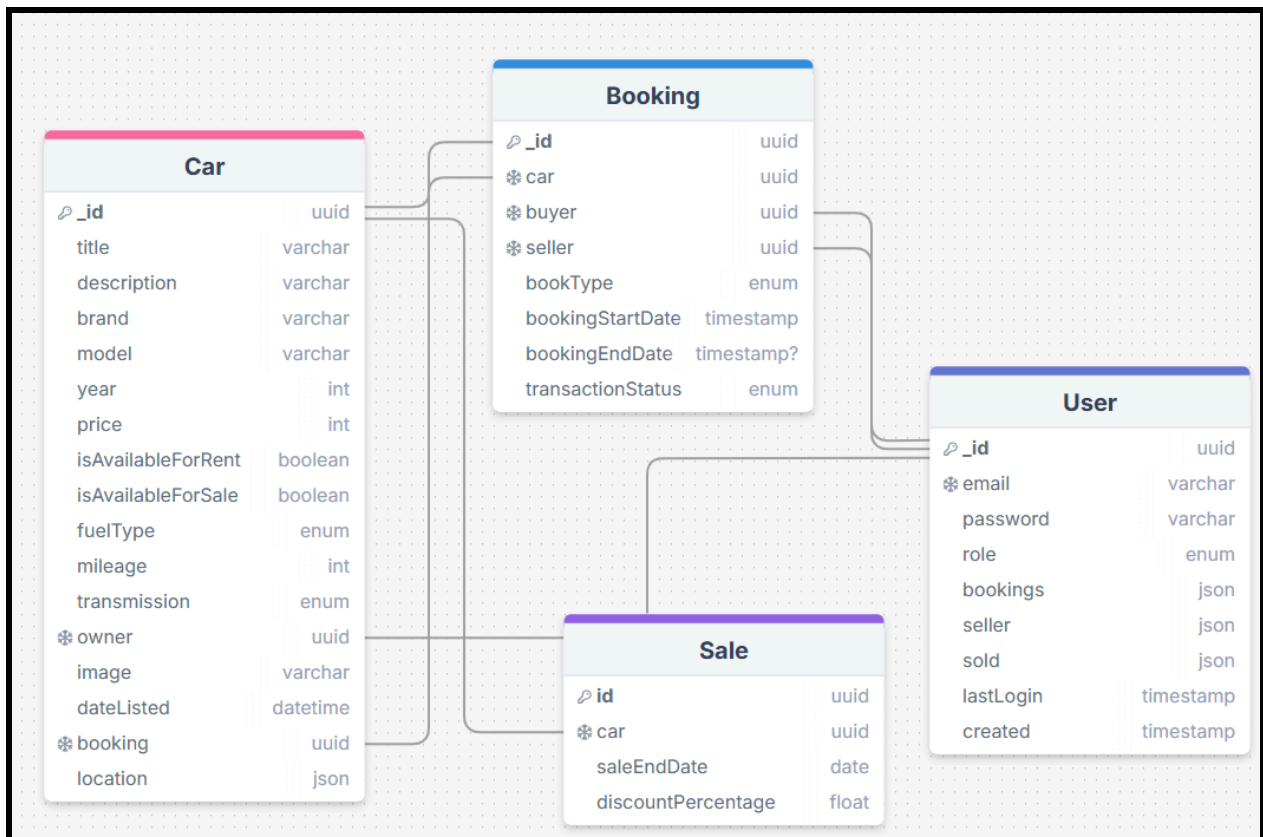 Booking
_id uuid
car uuid
buyer uuid
seller uuid
bookType enum
bookingStartDate timestamp
bookingEndDate timestamp?
transactionStatus enum
Car
_id uuid
title varchar
description varchar
brand varchar
model varchar
year int
price int
isAvailableForRent boolean
isAvailableForSale boolean
fuelType enum
mileage int
transmission enum
owner uuid
image varchar
dateListed datetime
booking uuid
location json
User
_id uuid
email varchar
password varchar
role enum
bookings json
seller json
sold json
lastLogin timestamp
created timestamp
Sale
id uuid
car uuid
saleEndDate date
discountPercentage float